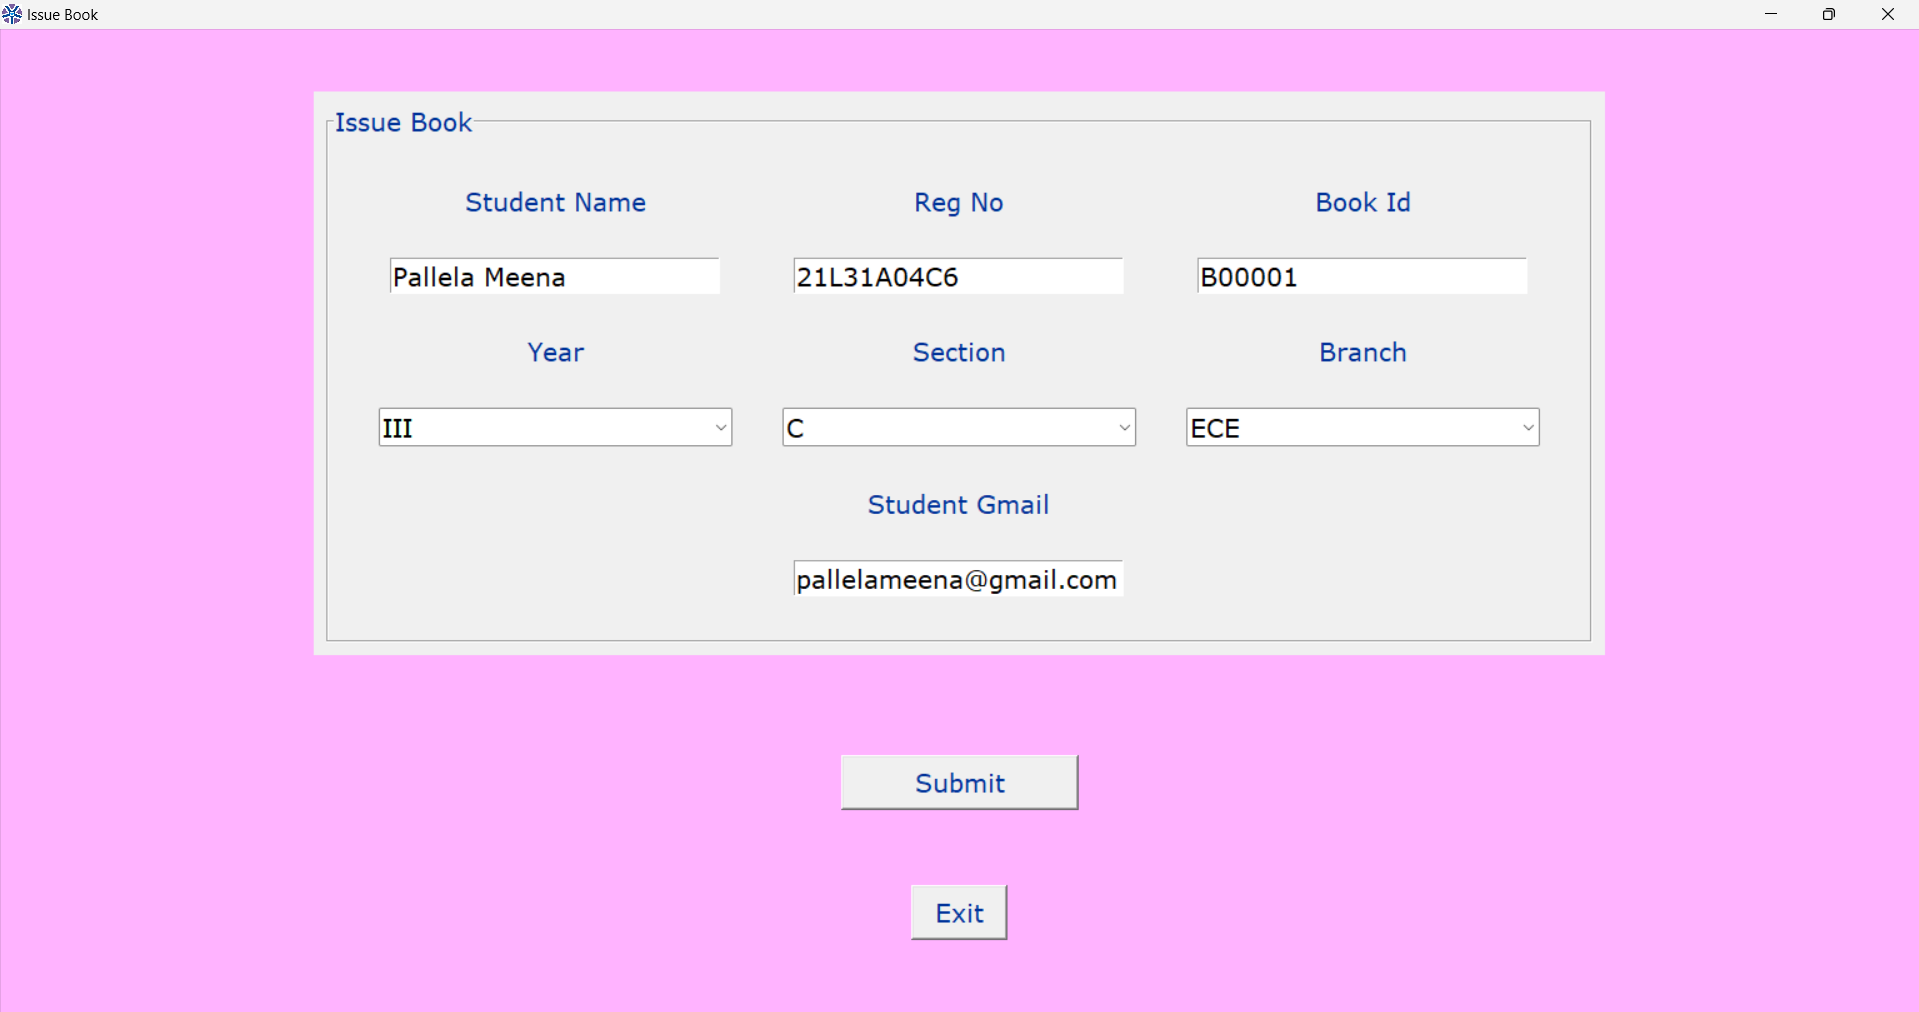 Issue Book
Issue Book
Student Name Reg No Book Id
Pallela Meena 21L31A04C6 B00001
Year Section Branch
III C ECE
Student Gmail
pallelameena@gmail.com
Submit
Exit